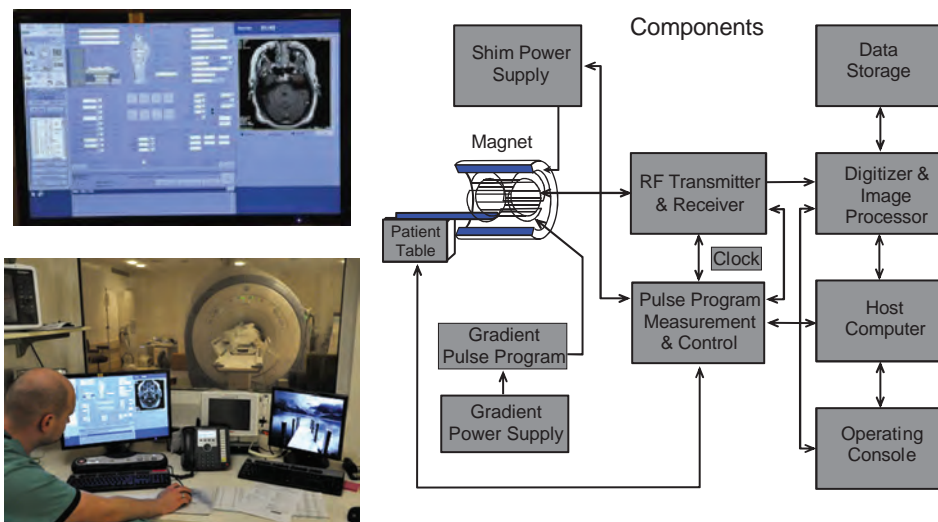 Components
Shim Power
Supply
Data
Storage
Magnet
RF Transmitter
& Receiver
Digitizer &
Image
Processor
Patient
Table
Clock
Pulse Program
Measurement
& Control
Host
Computer
Gradient
Pulse Program
Gradient
Power Supply
Operating
Console